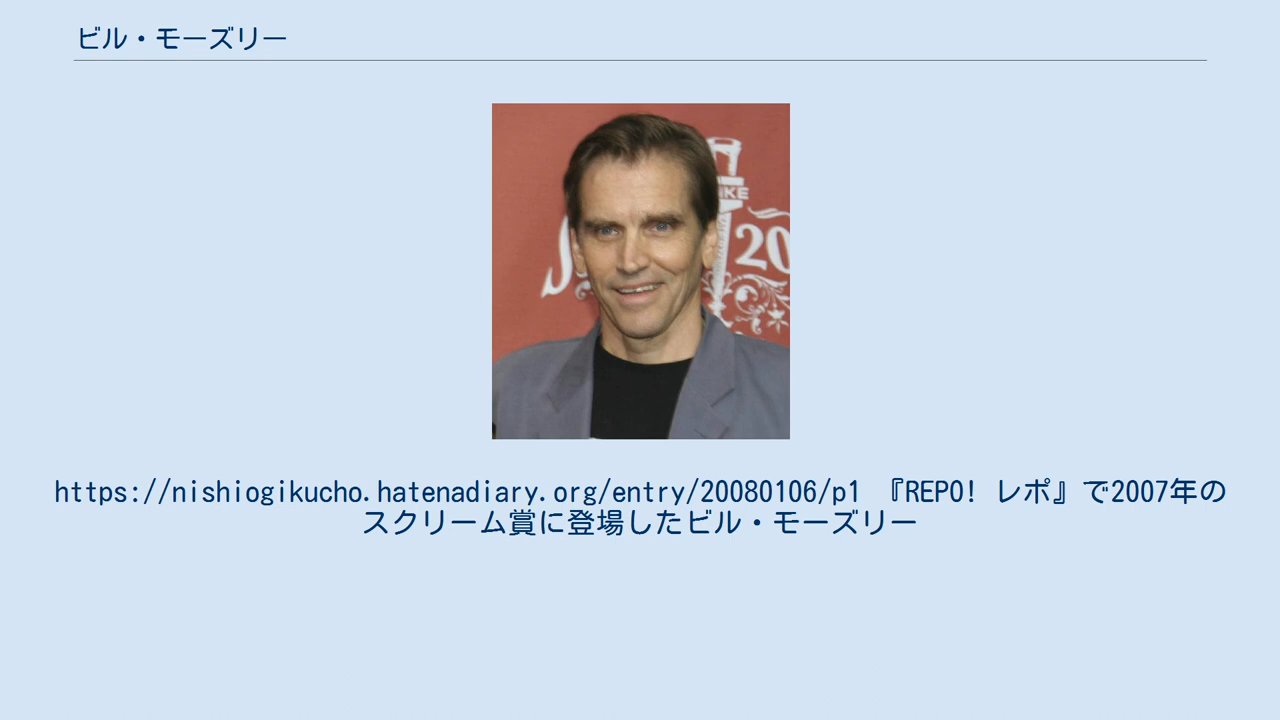 ビル・モーズリー
NKE
20
https://nishiogikucho.hatenadiary.org/entry/20080106/p1 『REPO! レポ』で2007年の
スクリーム賞に登場したビル・モーズリー